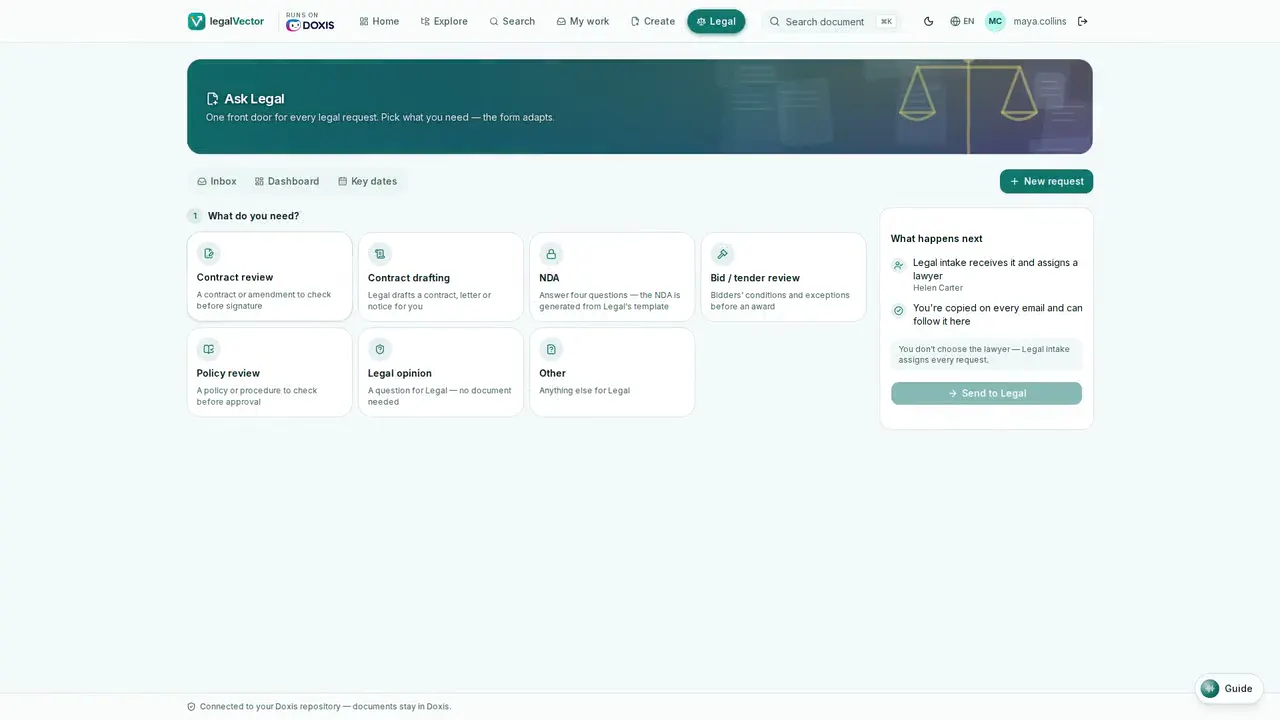 legalVector
RUNS ON
DOXIS
Home
Explore
Search
My work
Create
Legal
Search document
⌘K
EN
MC
maya.collins
Ask Legal
One front door for every legal request. Pick what you need — the form adapts.
Inbox
Dashboard
Key dates
+ New request
1 What do you need?
Contract review
A contract or amendment to check
before signature
Contract drafting
Legal drafts a contract, letter or
notice for you
NDA
Answer four questions — the NDA is
generated from Legal's template
Bid / tender review
Bidders' conditions and exceptions
before an award
Policy review
A policy or procedure to check
before approval
Legal opinion
A question for Legal — no document
needed
Other
Anything else for Legal
What happens next
Legal intake receives it and assigns a
lawyer
Helen Carter
You're copied on every email and can
follow it here
You don't choose the lawyer — Legal intake
assigns every request.
Send to Legal
Guide
Connected to your Doxis repository — documents stay in Doxis.